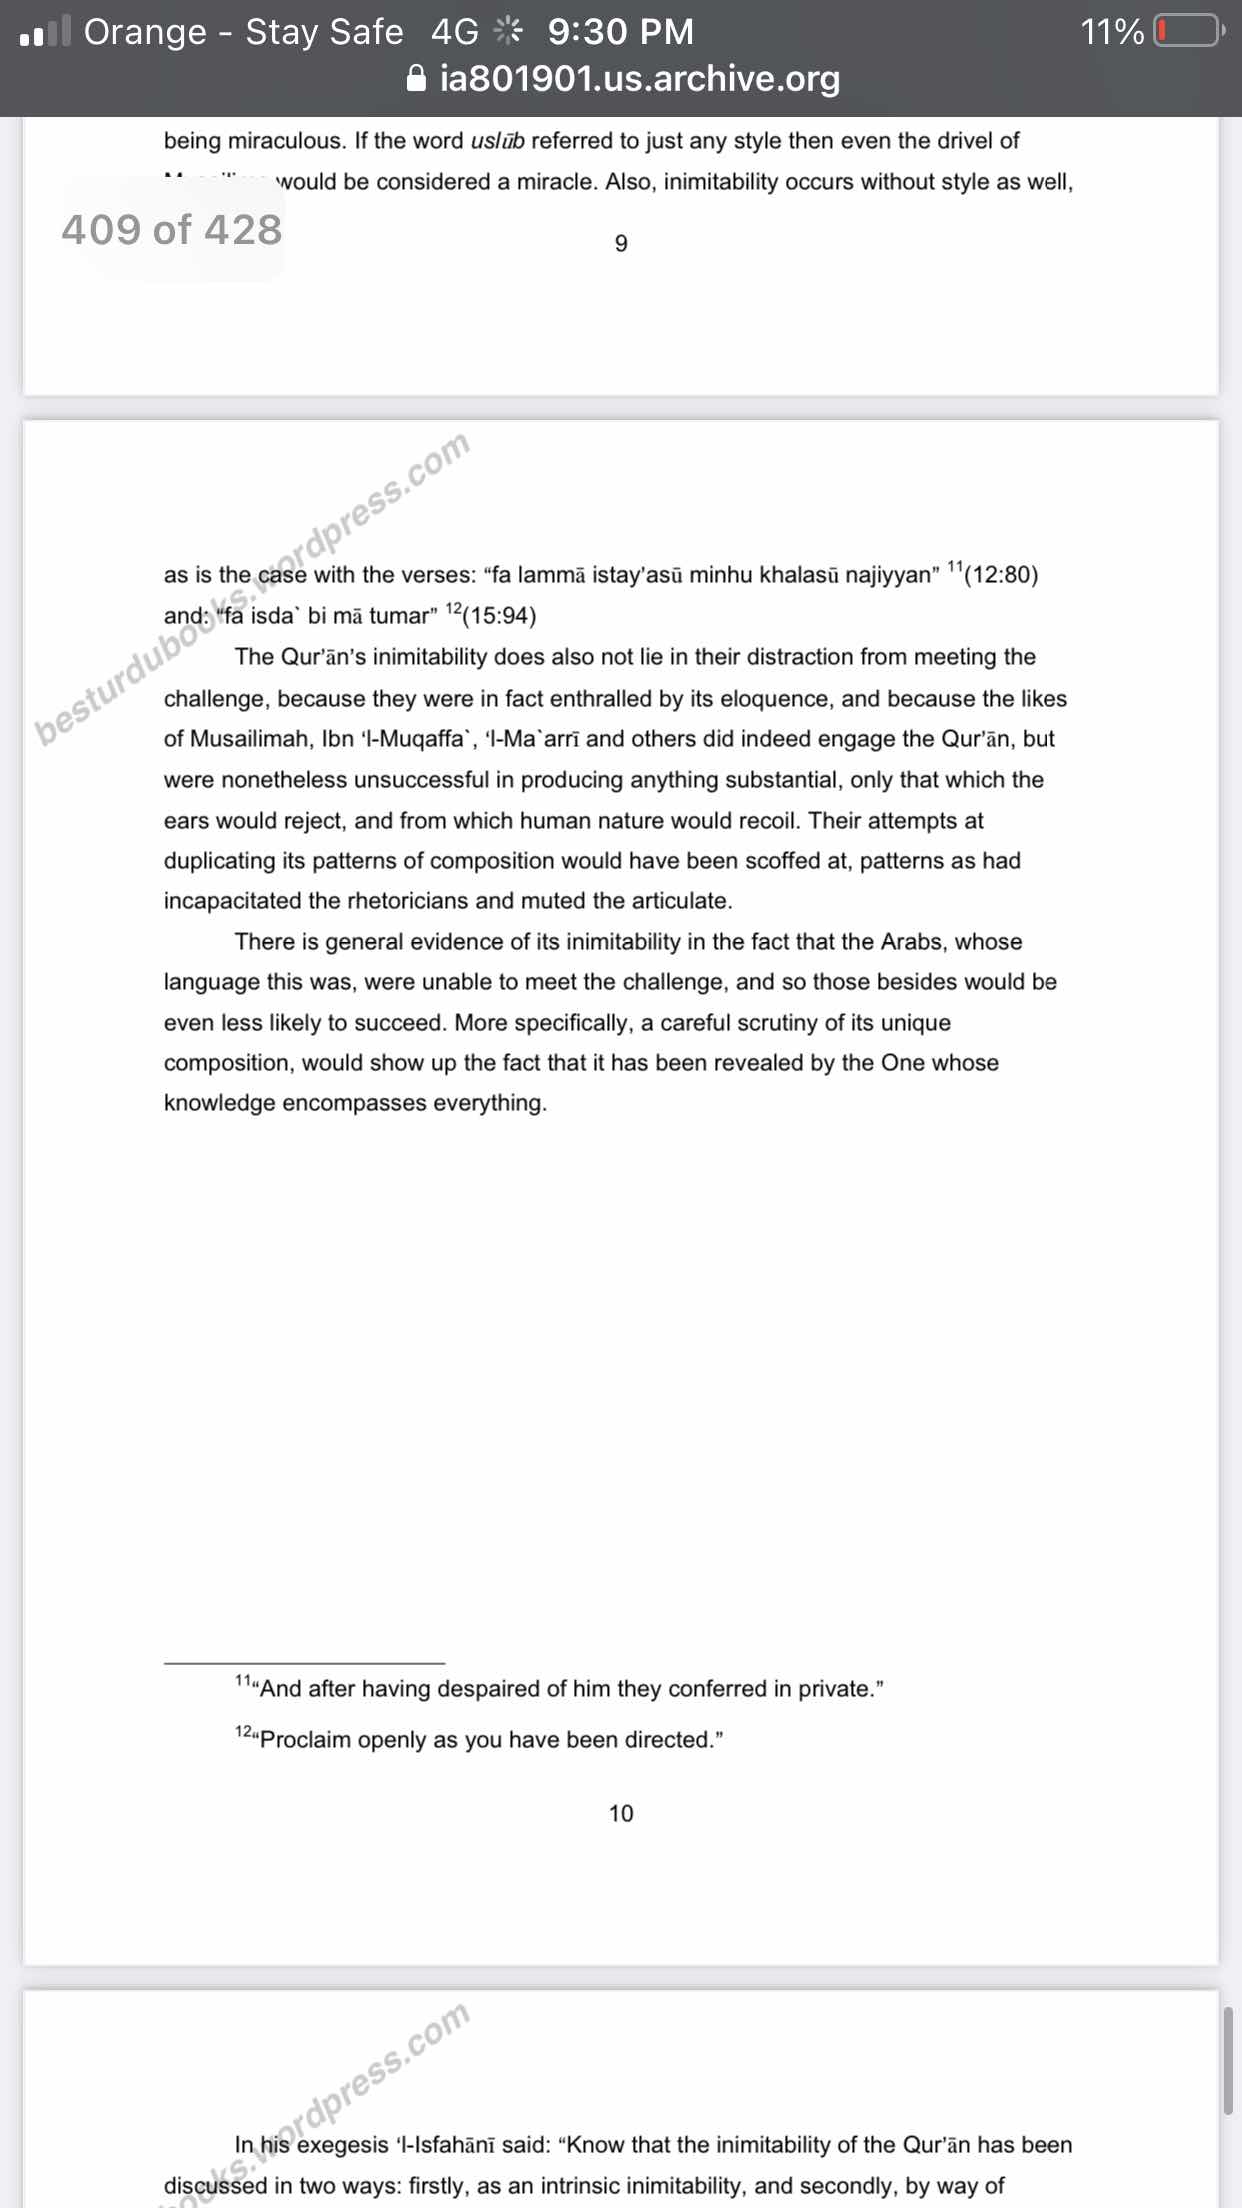 Orange - Stay Safe 4G 9:30 PM 11%
ia801901.us.archive.org
being miraculous. If the word uslūb referred to just any style then even the drivel of
would be considered a miracle. Also, inimitability occurs without style as well,
409 of 428
9
besturdubooks.wordpress.com
as is the case with the verses: “fa lammā istay’asū minhu khalasū najiyyan” 11(12:80)
and: “fa isda` bi mā tumar” 12(15:94)
The Qur’ān’s inimitability does also not lie in their distraction from meeting the
challenge, because they were in fact enthralled by its eloquence, and because the likes
of Musailimah, Ibn ‘l-Muqaffa`, ‘l-Ma`arrī and others did indeed engage the Qur’ān, but
were nonetheless unsuccessful in producing anything substantial, only that which the
ears would reject, and from which human nature would recoil. Their attempts at
duplicating its patterns of composition would have been scoffed at, patterns as had
incapacitated the rhetoricians and muted the articulate.
There is general evidence of its inimitability in the fact that the Arabs, whose
language this was, were unable to meet the challenge, and so those besides would be
even less likely to succeed. More specifically, a careful scrutiny of its unique
composition, would show up the fact that it has been revealed by the One whose
knowledge encompasses everything.
11“And after having despaired of him they conferred in private.”
12“Proclaim openly as you have been directed.”
10
ooks.wordpress.com
In his exegesis ‘l-Isfahānī said: “Know that the inimitability of the Qur’ān has been
discussed in two ways: firstly, as an intrinsic inimitability, and secondly, by way of